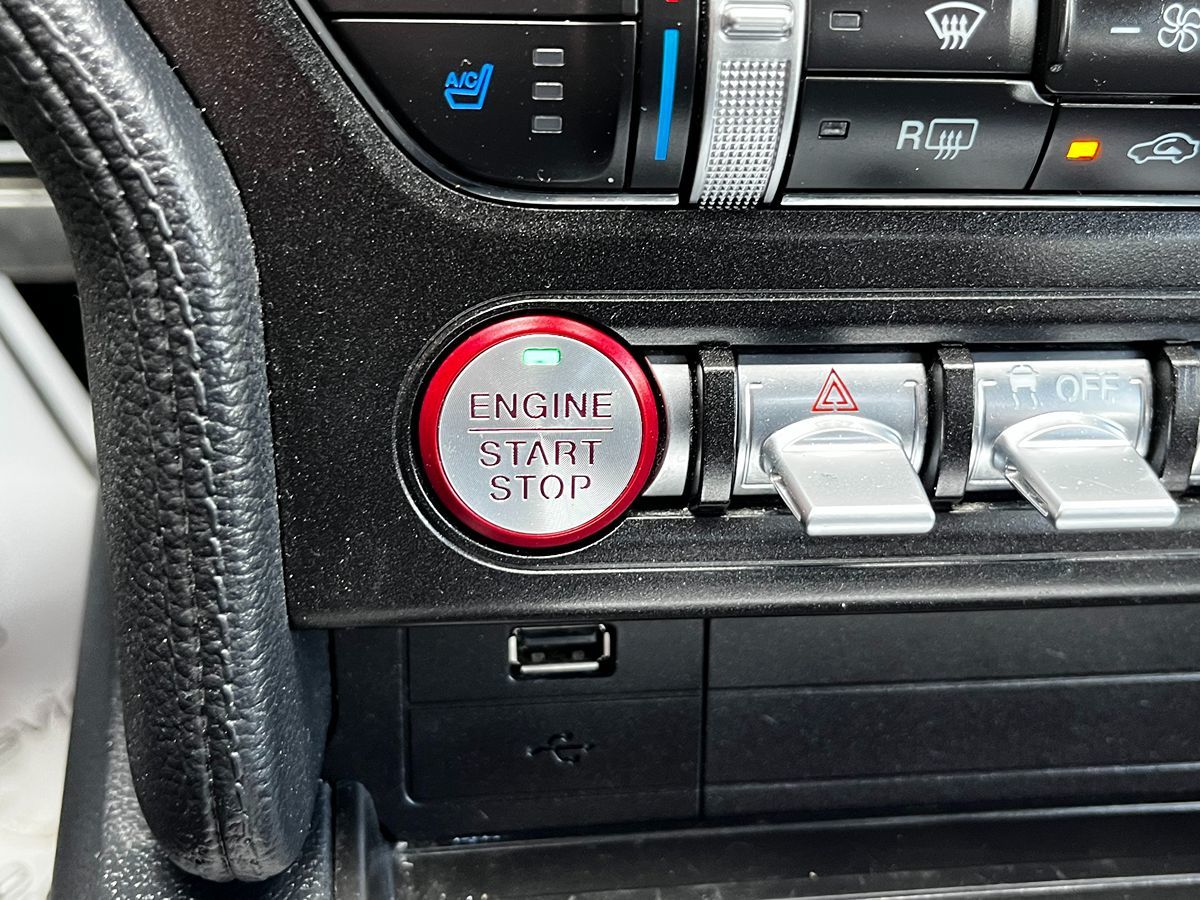 A/C
R
ENGINE
START
STOP
OFF